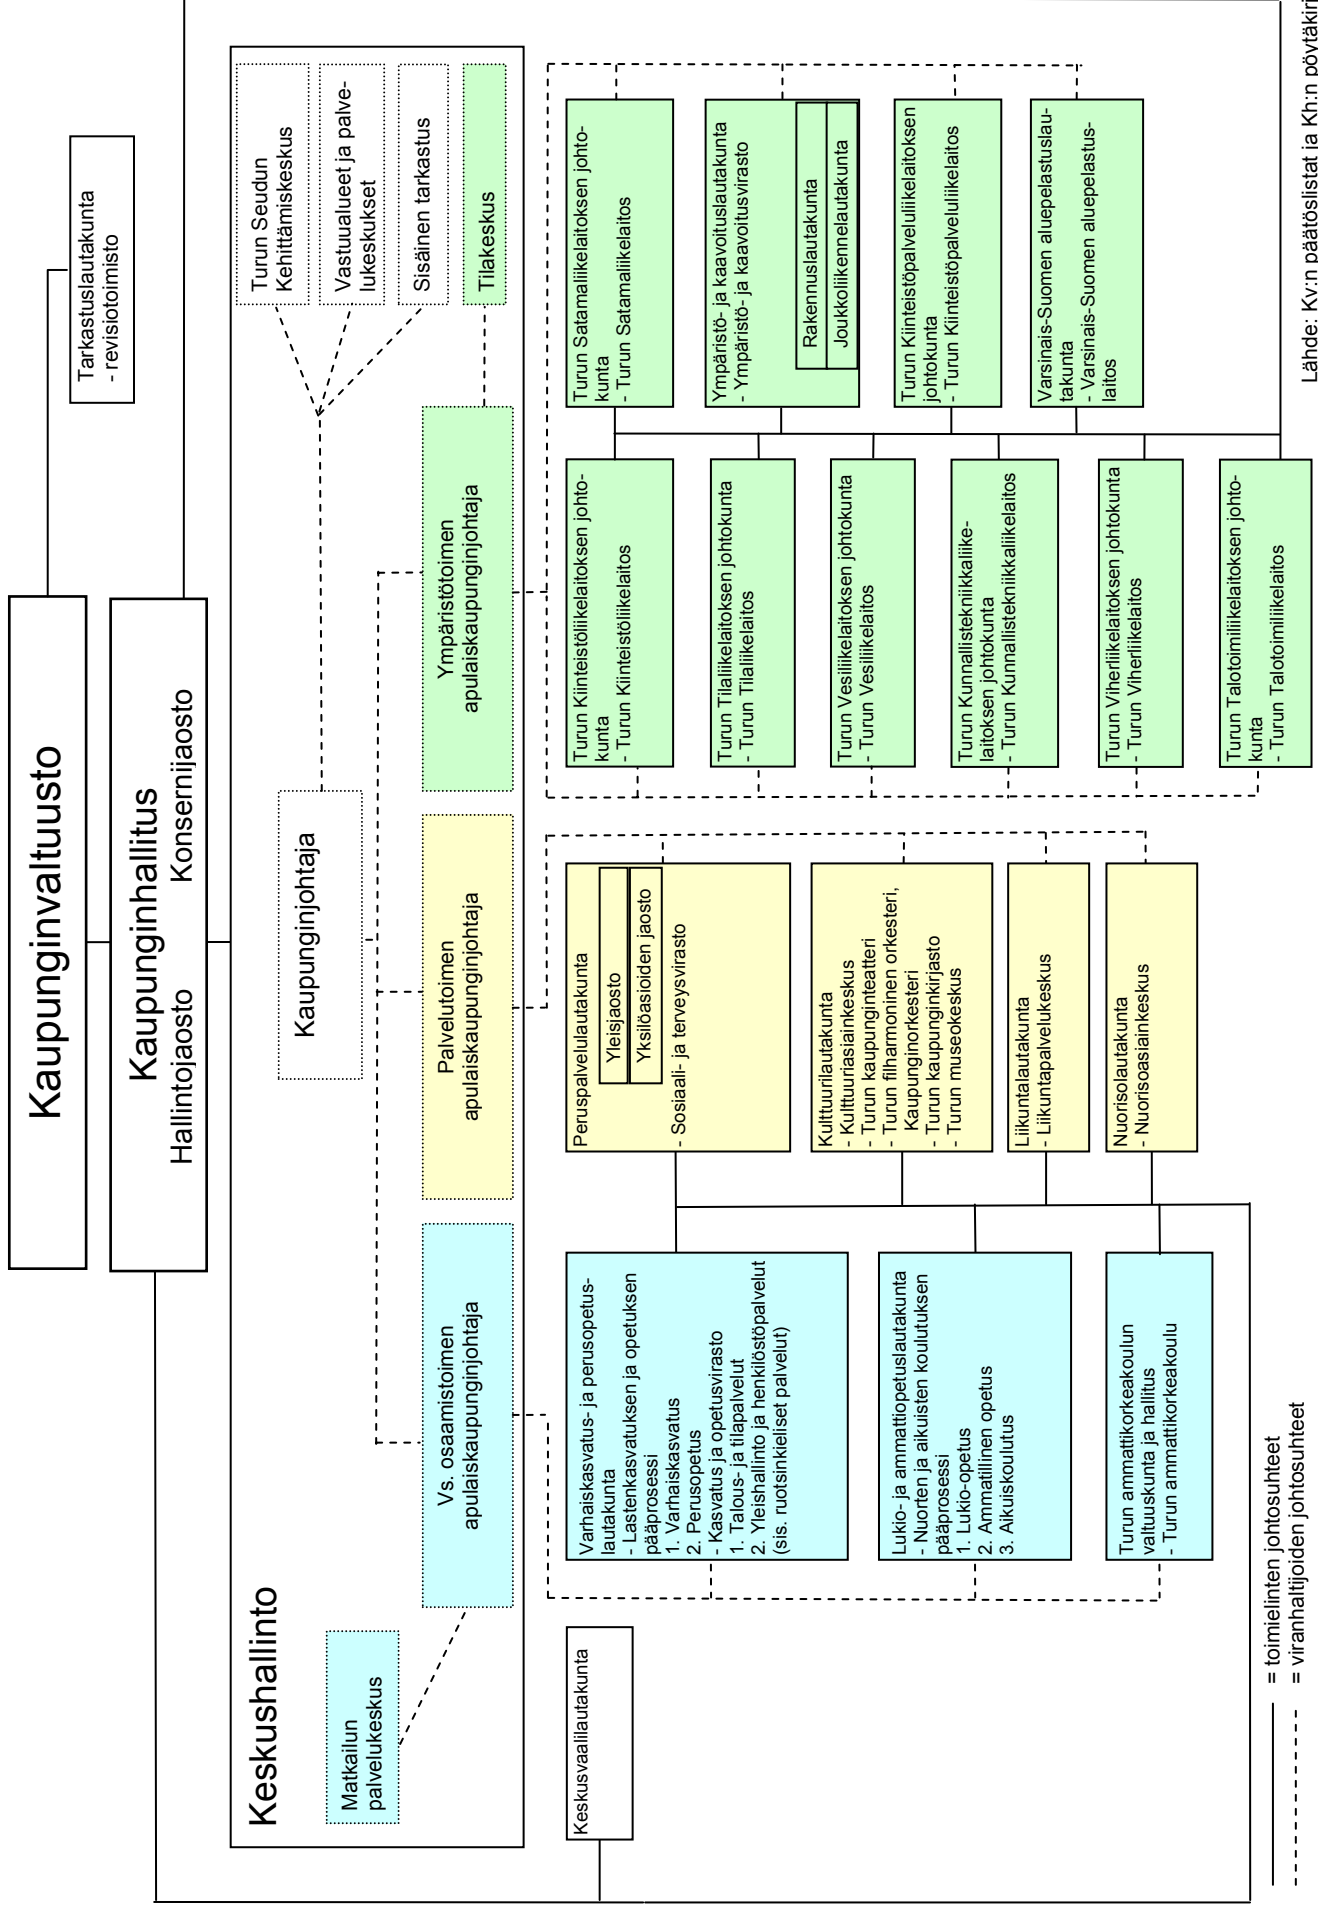 Kaupunginvaltuusto
Tarkastuslautakunta
- revisiotoimisto
Kaupunginhallitus
Hallintojaosto
Konsernijaosto
Keskushallinto
Kaupunginjohtaja
Turun Seudun
Kehittämiskeskus
Vastuualueet ja palve-
lukeskukset
Sisäinen tarkastus
Tilakeskus
Matkailun
palvelukeskus
Vs. osaamistoimen
apulaiskaupunginjohtaja
Palvelutoimen
apulaiskaupunginjohtaja
Ympäristötoimen
apulaiskaupunginjohtaja
Keskusvaalilautakunta
Varhaiskasvatus- ja perusopetus-
lautakunta
- Lastenkasvatuksen ja opetuksen
pääprosessi
1. Varhaiskasvatus
2. Perusopetus
- Kasvatus ja opetusvirasto
1. Talous- ja tilapalvelut
2. Yleishallinto ja henkilöstöpalvelut
(sis. ruotsinkieliset palvelut)
Lukio- ja ammattiopetuslautakunta
- Nuorten ja aikuisten koulutuksen
pääprosessi
1. Lukio-opetus
2. Ammatillinen opetus
3. Aikuiskoulutus
Turun ammattikorkeakoulun
valtuuskunta ja hallitus
- Turun ammattikorkeakoulu
Peruspalvelulautakunta
Yleisjaosto
Yksilöasioiden jaosto
- Sosiaali- ja terveysvirasto
Kulttuurilautakunta
- Kulttuuriasiainkeskus
- Turun kaupunginteatteri
- Turun filharmoninen orkesteri,
Kaupunginorkesteri
- Turun kaupunginkirjasto
- Turun museokeskus
Liikuntalautakunta
- Liikuntapalvelukeskus
Nuorisolautakunta
- Nuorisoasiainkeskus
Turun Kiinteistöliikelaitoksen johto-
kunta
- Turun Kiinteistöliikelaitos
Turun Tilaliikelaitoksen johtokunta
- Turun Tilaliikelaitos
Turun Vesiliikelaitoksen johtokunta
- Turun Vesiliikelaitos
Turun Kunnallistekniikkaliike-
laitoksen johtokunta
- Turun Kunnallistekniikkaliikelaitos
Turun Viherliikelaitoksen johtokunta
- Turun Viherliikelaitos
Turun Talotoimiliikelaitoksen johto-
kunta
- Turun Talotoimiliikelaitos
Turun Satamaliikelaitoksen johto-
kunta
- Turun Satamaliikelaitos
Ympäristö- ja kaavoituslautakunta
- Ympäristö- ja kaavoitusvirasto
Rakennuslautakunta
Joukkoliikennelautakunta
Turun Kiinteistöpalveluliikelaitoksen
johtokunta
- Turun Kiinteistöpalveluliikelaitos
Varsinais-Suomen aluepelastuslau-
takunta
- Varsinais-Suomen aluepelastus-
laitos
= toimielinten johtosuhteet
= viranhaltijoiden johtosuhteet
Lähde: Kv:n päätöslistat ja Kh:n pöytäkirj